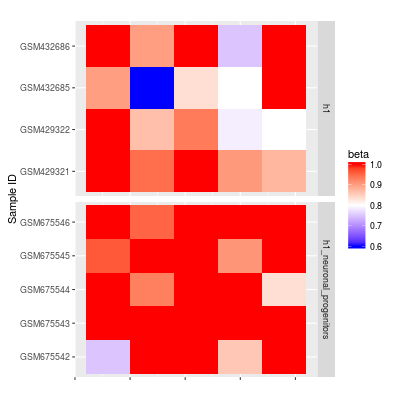 GSM432686
GSM432685
GSM429322
GSM429321
h1
GSM675546
GSM675545
GSM675544
GSM675543
GSM675542
h1_neuronal_progenitors
Sample ID
beta
1.0
0.9
0.8
0.7
0.6